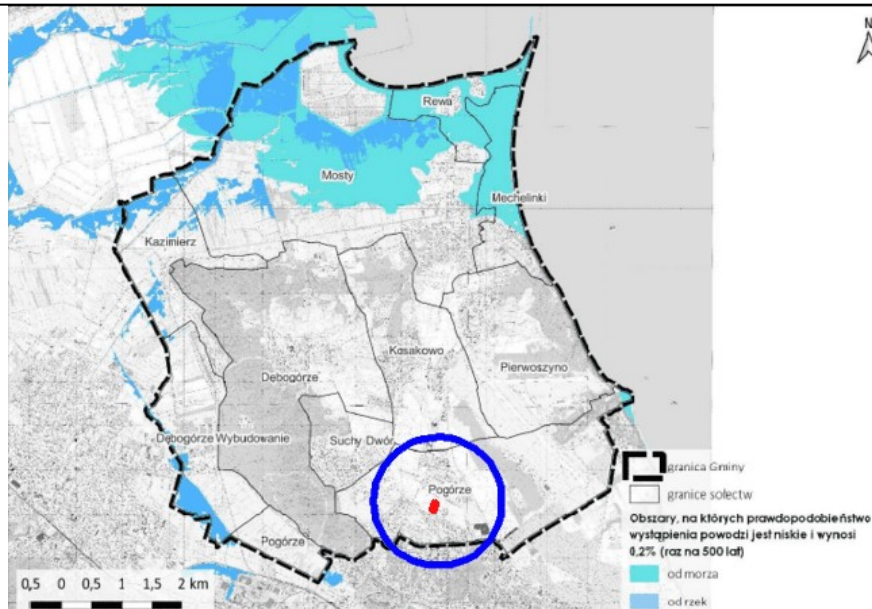 N
Rewa
Mosty
Mechelinki
Kazimierz
Kosakowo
Dębogórze
Pierwoszyno
Dębogórze Wybudowanie
Suchy Dwór
Pogórze
Pogórze
granica Gminy
granice sołectw
Obszary, na których prawdopodobieństwo
wystąpienia powodzi jest niskie i wynosi
0,2% (raz na 500 lat)
od morza
od rzek
0,5 0 0,5 1 1,5 2 km